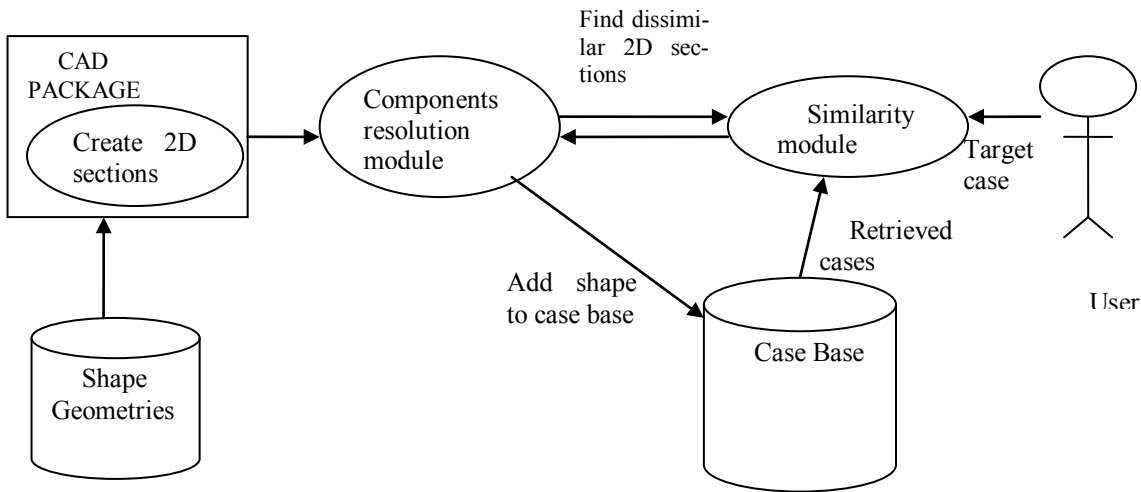 Find dissimi-
lar 2D sec-
tions
CAD
PACKAGE
Create 2D
sections
Components
resolution
module
Similarity
module
Target
case
Retrieved
cases
Add shape
to case base
User
Case Base
Shape
Geometries